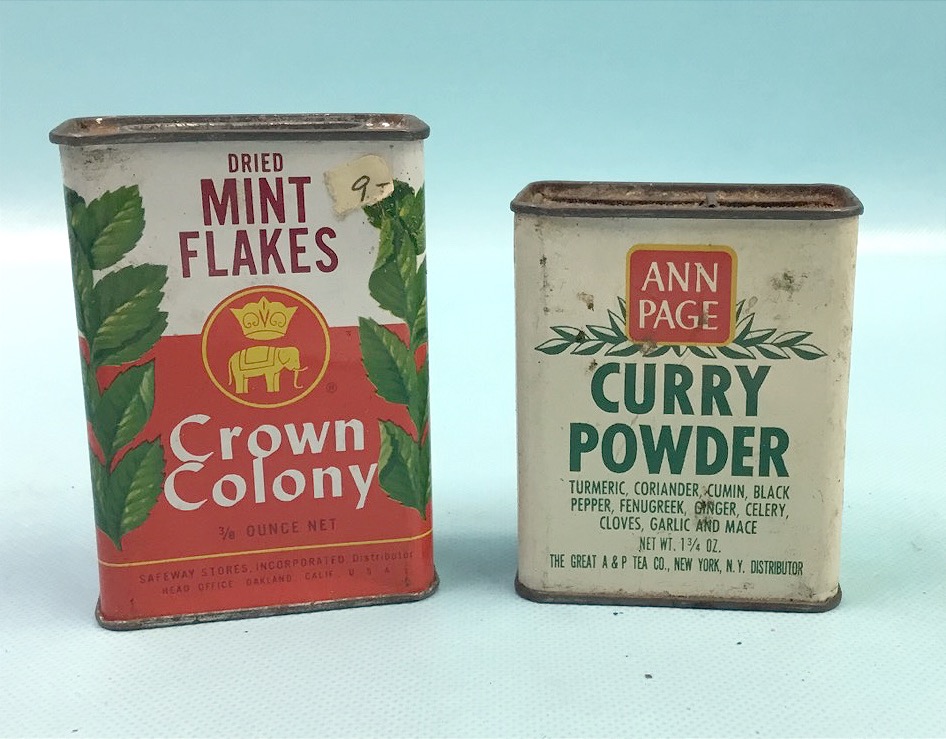 DRIED
MINT
FLAKES
9-
Crown
Colony
®
3/8 OUNCE NET
SAFEWAY STORES, INCORPORATED, Distributor
HEAD OFFICE OAKLAND, CALIF., U S A
ANN
PAGE
CURRY
POWDER
TURMERIC, CORIANDER, CUMIN, BLACK
PEPPER, FENUGREEK, GINGER, CELERY,
CLOVES, GARLIC AND MACE
NET WT. 1 3/4 OZ.
THE GREAT A & P TEA CO., NEW YORK, N.Y. DISTRIBUTOR